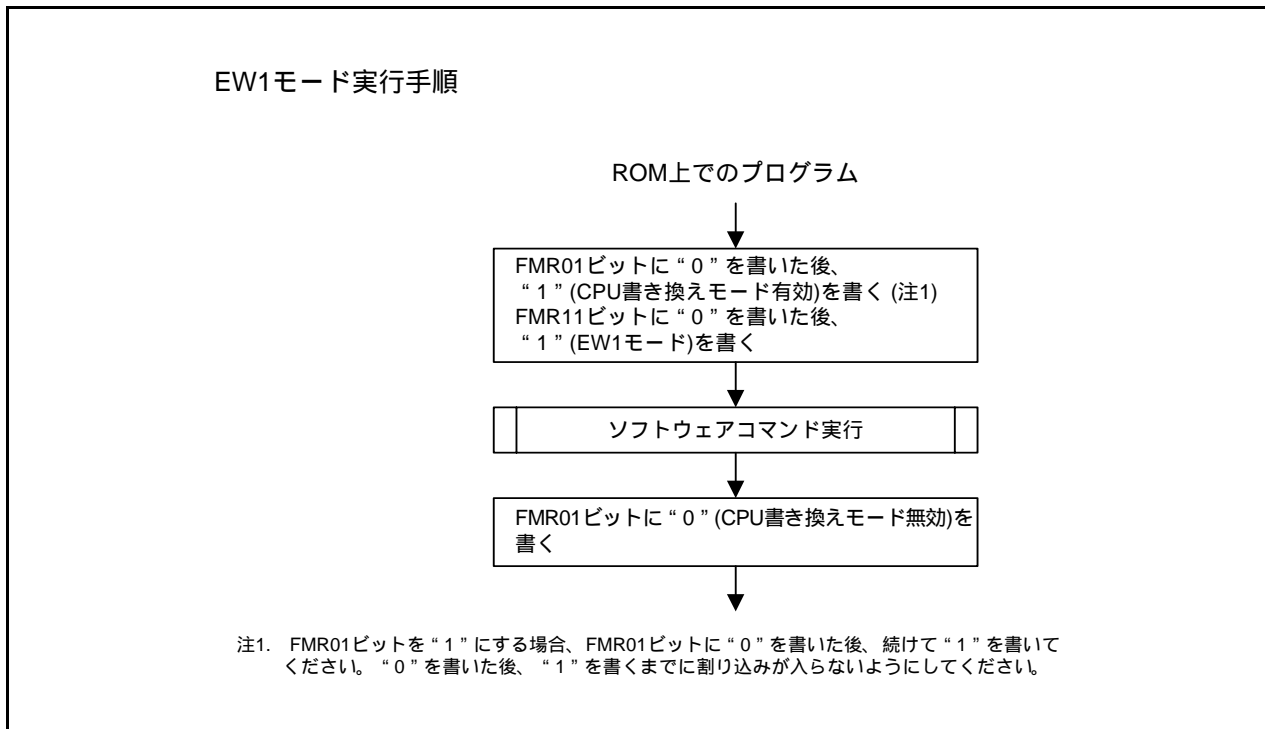 EW1モード実行手順
ROM上でのプログラム
FMR01ビットに“0”を書いた後、
“1”(CPU書き換えモード有効)を書く (注1)
FMR11ビットに“0”を書いた後、
“1”(EW1モード)を書く
ソフトウェアコマンド実行
FMR01ビットに“0”(CPU書き換えモード無効)を
書く
注1. FMR01ビットを“1”にする場合、FMR01ビットに“0”を書いた後、続けて“1”を書いて
ください。“0”を書いた後、“1”を書くまでに割り込みが入らないようにしてください。